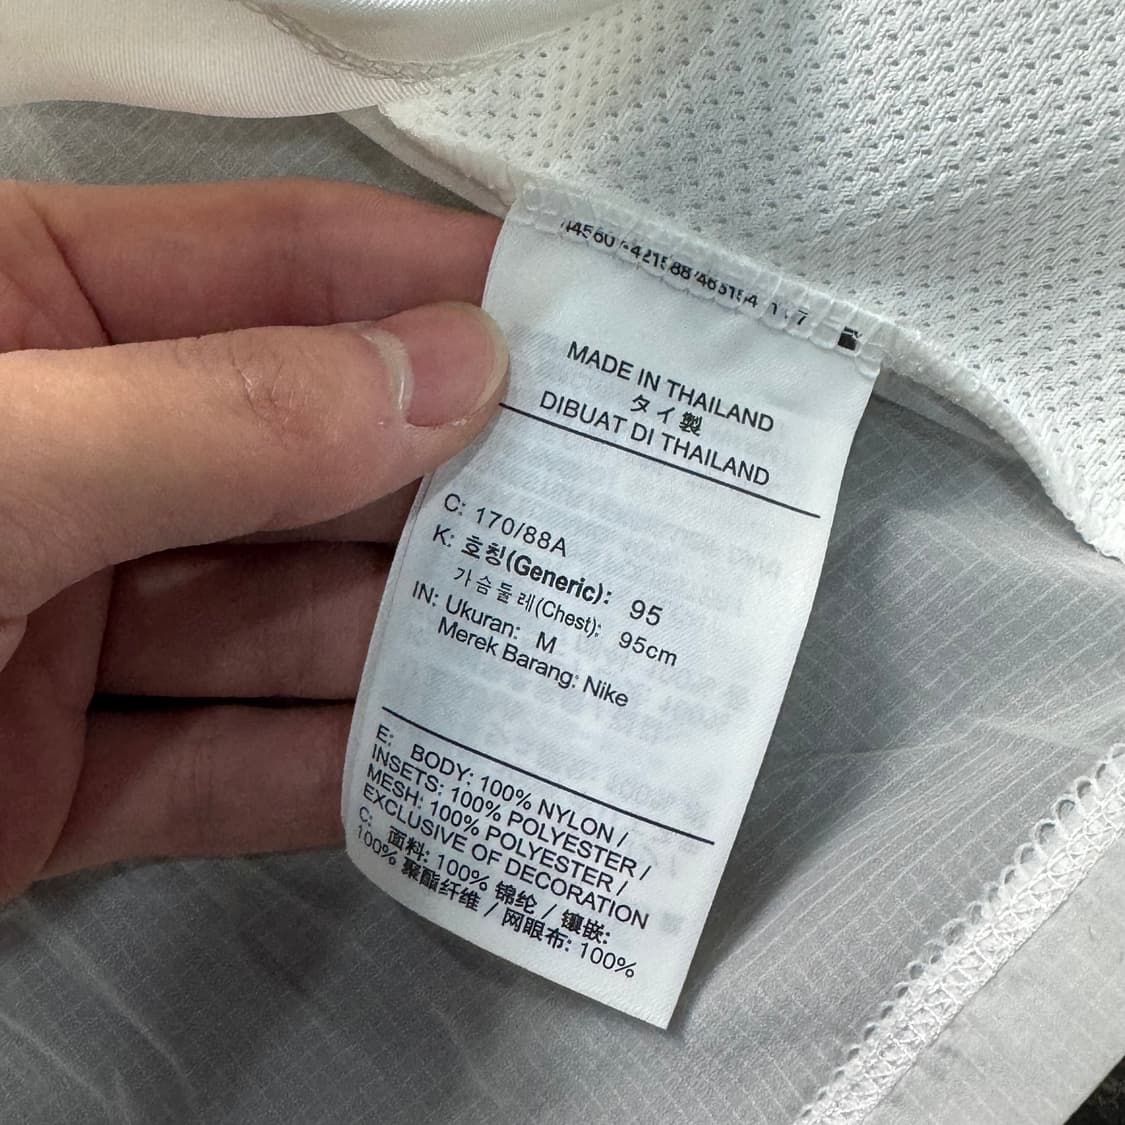 MADE IN THAILAND
タイ製
DIBUAT DI THAILAND
C: 170/88A
K: 호칭(Generic): 95
가슴둘레(Chest): 95cm
IN: Ukuran: M
Merek Barang: Nike
E: BODY: 100% NYLON /
INSETS: 100% POLYESTER /
MESH: 100% POLYESTER /
EXCLUSIVE OF DECORATION
C: 面料: 100% 锦纶 / 镶嵌:
100% 聚酯纤维 / 网眼布: 100%